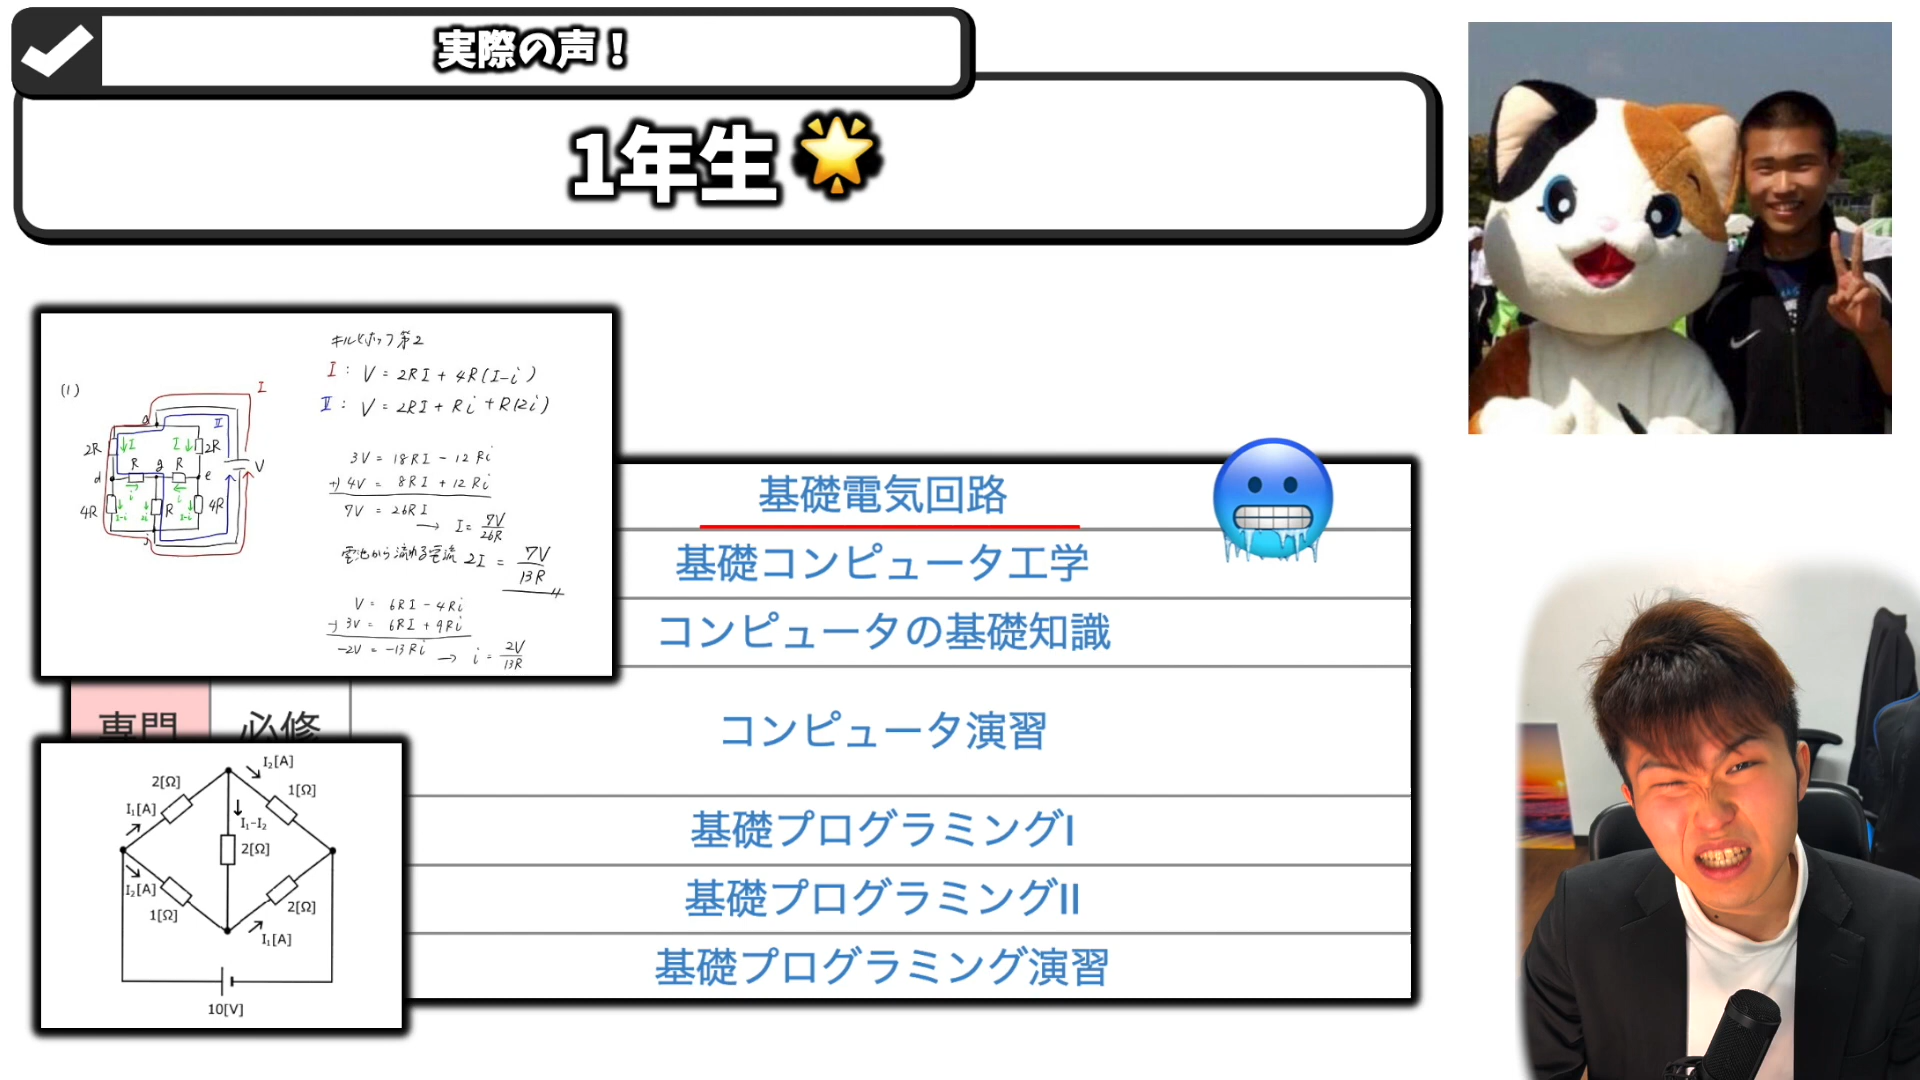 実際の声！
1年生🌟
キルヒホッフ第2
I : V = 2RI + 4R(I-i)
II : V = 2RI + Ri + R(2i)
(1)
I
a
II
2R
I
I
2R
R
g
R
V
d
e
i
i
4R
I-i
2i
R
I-i
4R
3V = 18RI - 12Ri
+) 4V = 8RI + 12Ri
7V = 26RI
→ I = 7V/26R
電池から流れる電流 2I = 7V/13R
V = 6RI - 4Ri
-) 3V = 6RI + 9Ri
-2V = -13Ri → i = 2V/13R
基礎電気回路
基礎コンピュータ工学
コンピュータの基礎知識
専門
必修
コンピュータ演習
基礎プログラミングI
基礎プログラミングII
基礎プログラミング演習
I₂[A]
2[Ω]
1[Ω]
I₁[A]
I₁-I₂
2[Ω]
I₂[A]
1[Ω]
2[Ω]
I₁[A]
10[V]